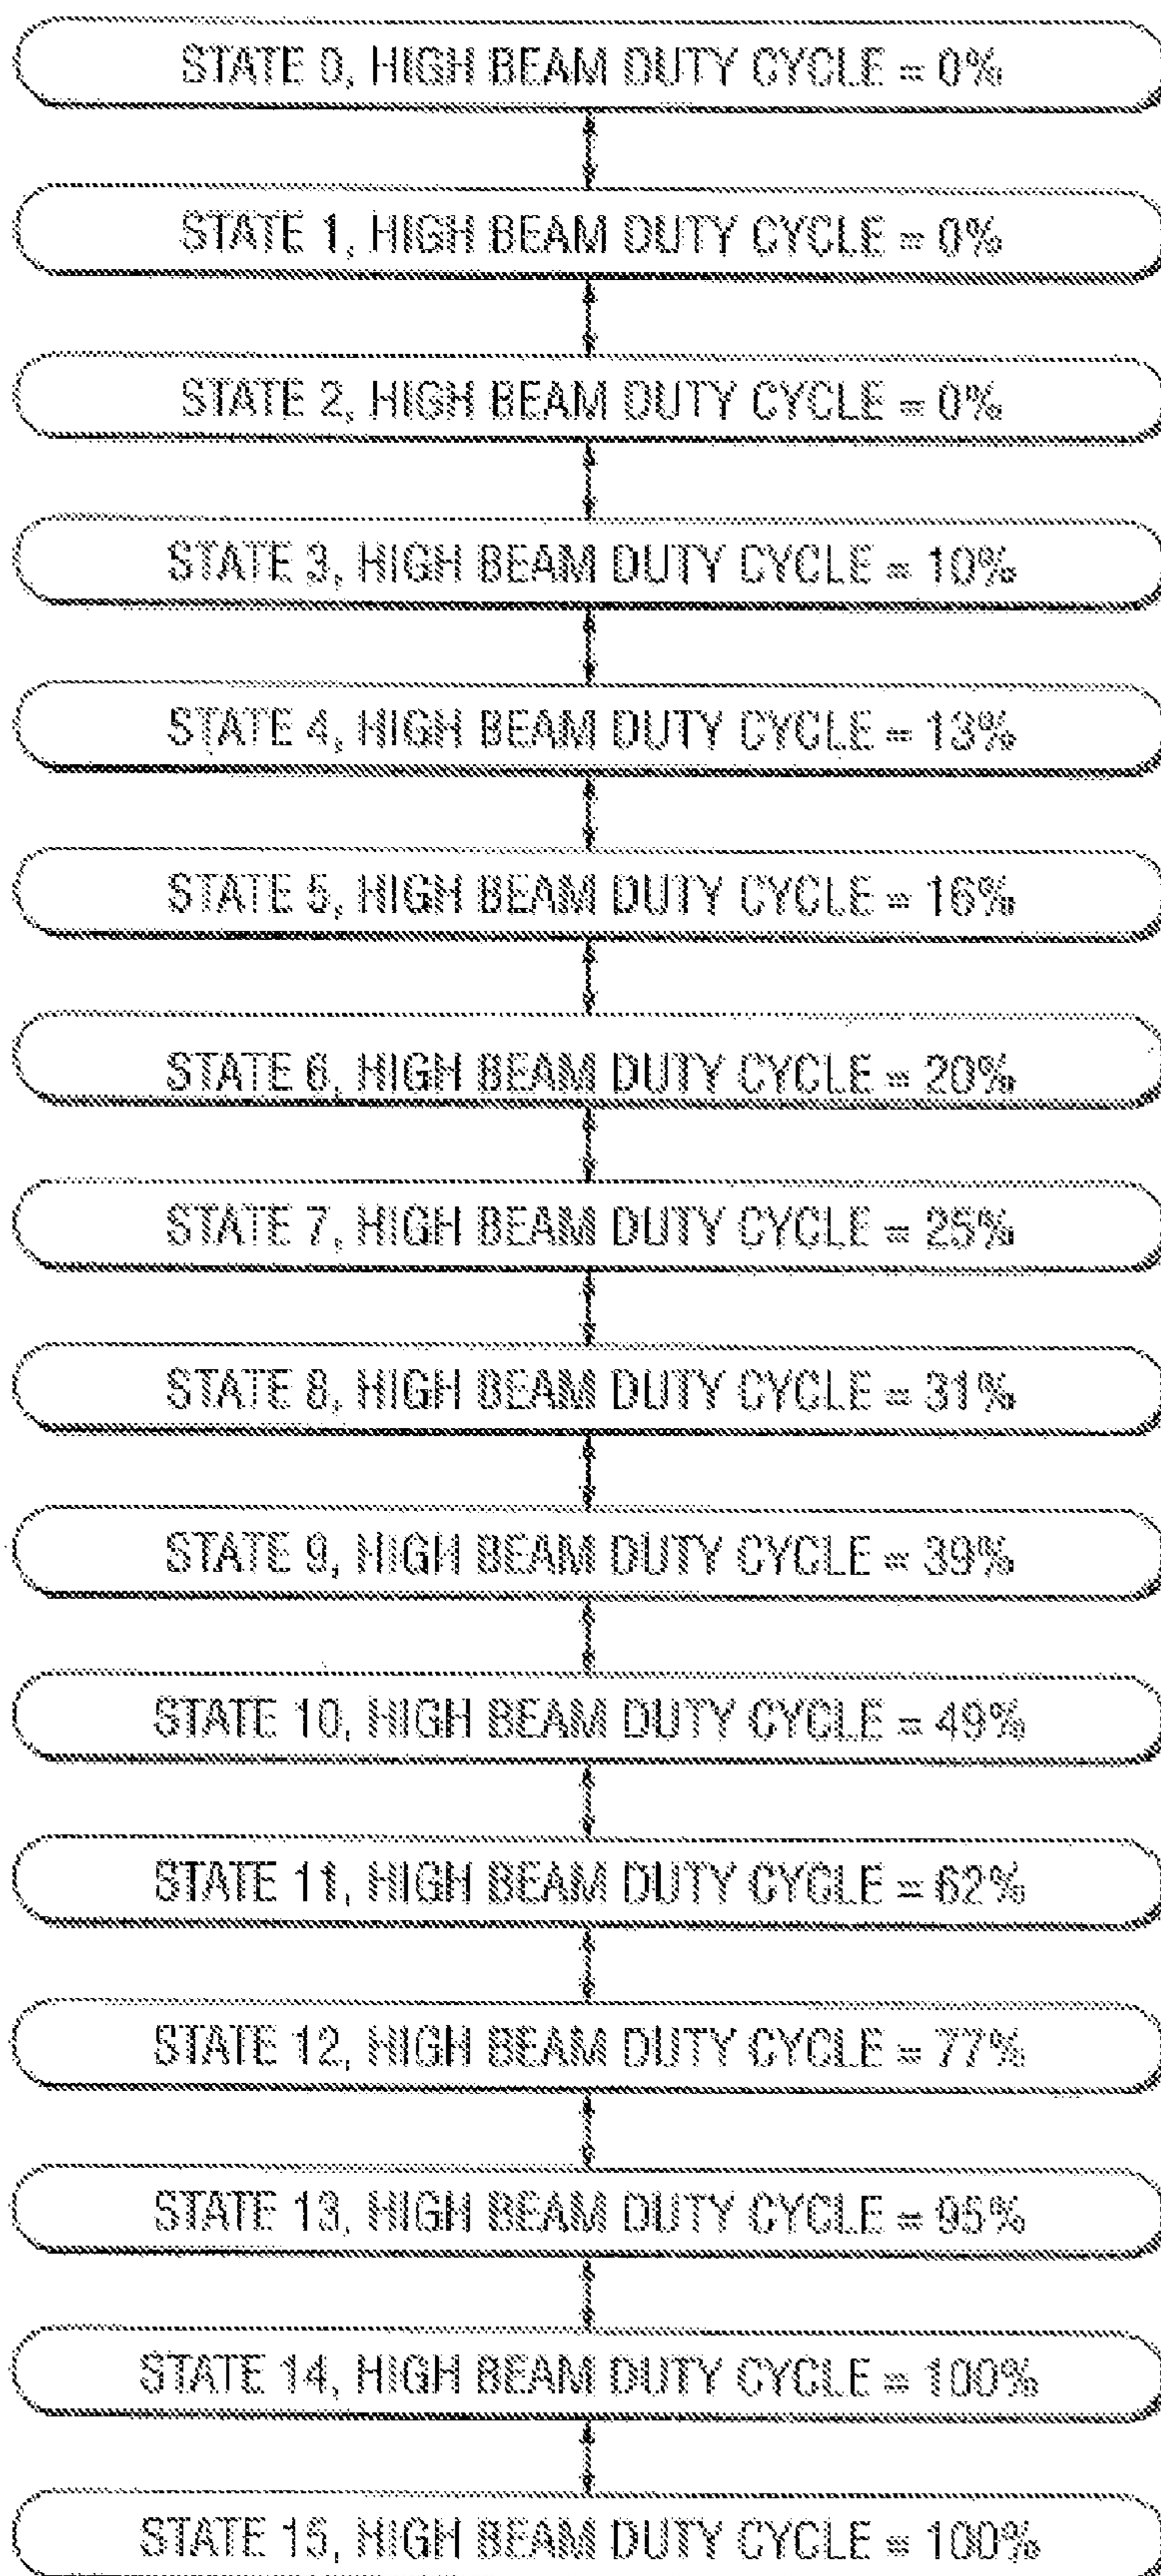 STATE 0, HIGH BEAM DUTY CYCLE = 0%
STATE 1, HIGH BEAM DUTY CYCLE = 0%
STATE 2, HIGH BEAM DUTY CYCLE = 0%
STATE 3, HIGH BEAM DUTY CYCLE = 10%
STATE 4, HIGH BEAM DUTY CYCLE = 13%
STATE 5, HIGH BEAM DUTY CYCLE = 16%
STATE 6, HIGH BEAM DUTY CYCLE = 20%
STATE 7, HIGH BEAM DUTY CYCLE = 25%
STATE 8, HIGH BEAM DUTY CYCLE = 31%
STATE 9, HIGH BEAM DUTY CYCLE = 39%
STATE 10, HIGH BEAM DUTY CYCLE = 49%
STATE 11, HIGH BEAM DUTY CYCLE = 62%
STATE 12, HIGH BEAM DUTY CYCLE = 77%
STATE 13, HIGH BEAM DUTY CYCLE = 95%
STATE 14, HIGH BEAM DUTY CYCLE = 100%
STATE 15, HIGH BEAM DUTY CYCLE = 100%